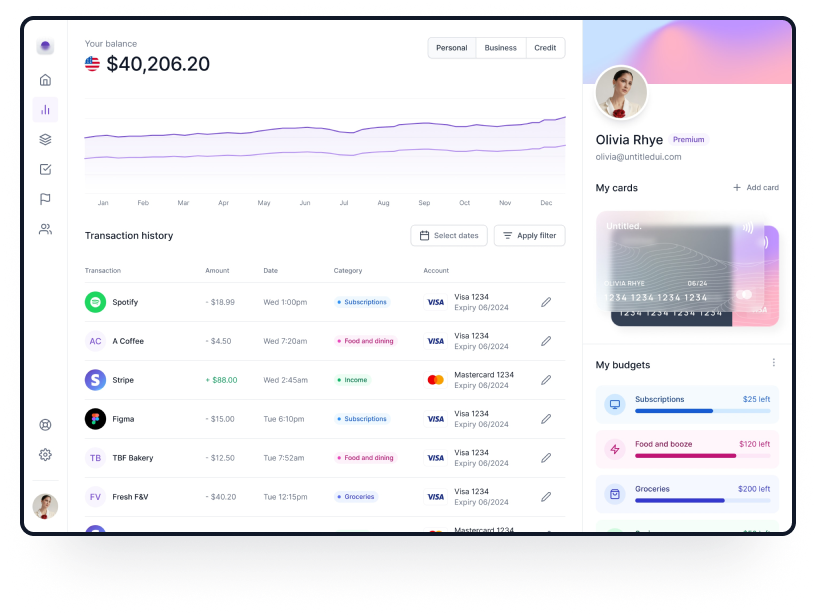 Your balance
$40,206.20
Personal
Business
Credit
Jan
Feb
Mar
Apr
May
Jun
Jul
Aug
Sep
Oct
Nov
Dec
Transaction history
Select dates
Apply filter
Transaction
Amount
Date
Category
Account
Spotify
- $18.99
Wed 1:00pm
Subscriptions
VISA
Visa 1234
Expiry 06/2024
AC
A Coffee
- $4.50
Wed 7:20am
Food and dining
VISA
Visa 1234
Expiry 06/2024
S
Stripe
+ $88.00
Wed 2:45am
Income
Mastercard 1234
Expiry 06/2024
Figma
- $15.00
Tue 6:10pm
Subscriptions
VISA
Visa 1234
Expiry 06/2024
TB
TBF Bakery
- $12.50
Tue 7:52am
Food and dining
VISA
Visa 1234
Expiry 06/2024
FV
Fresh F&V
- $40.20
Tue 12:15pm
Groceries
VISA
Visa 1234
Expiry 06/2024
Mastercard 1234
Olivia Rhye
Premium
olivia@untitledui.com
My cards
Add card
Untitled.
OLIVIA RHYE
06/24
1234 1234 1234 1234
1234 1234 1234 1234
VISA
My budgets
Subscriptions
$25 left
Food and booze
$120 left
Groceries
$200 left